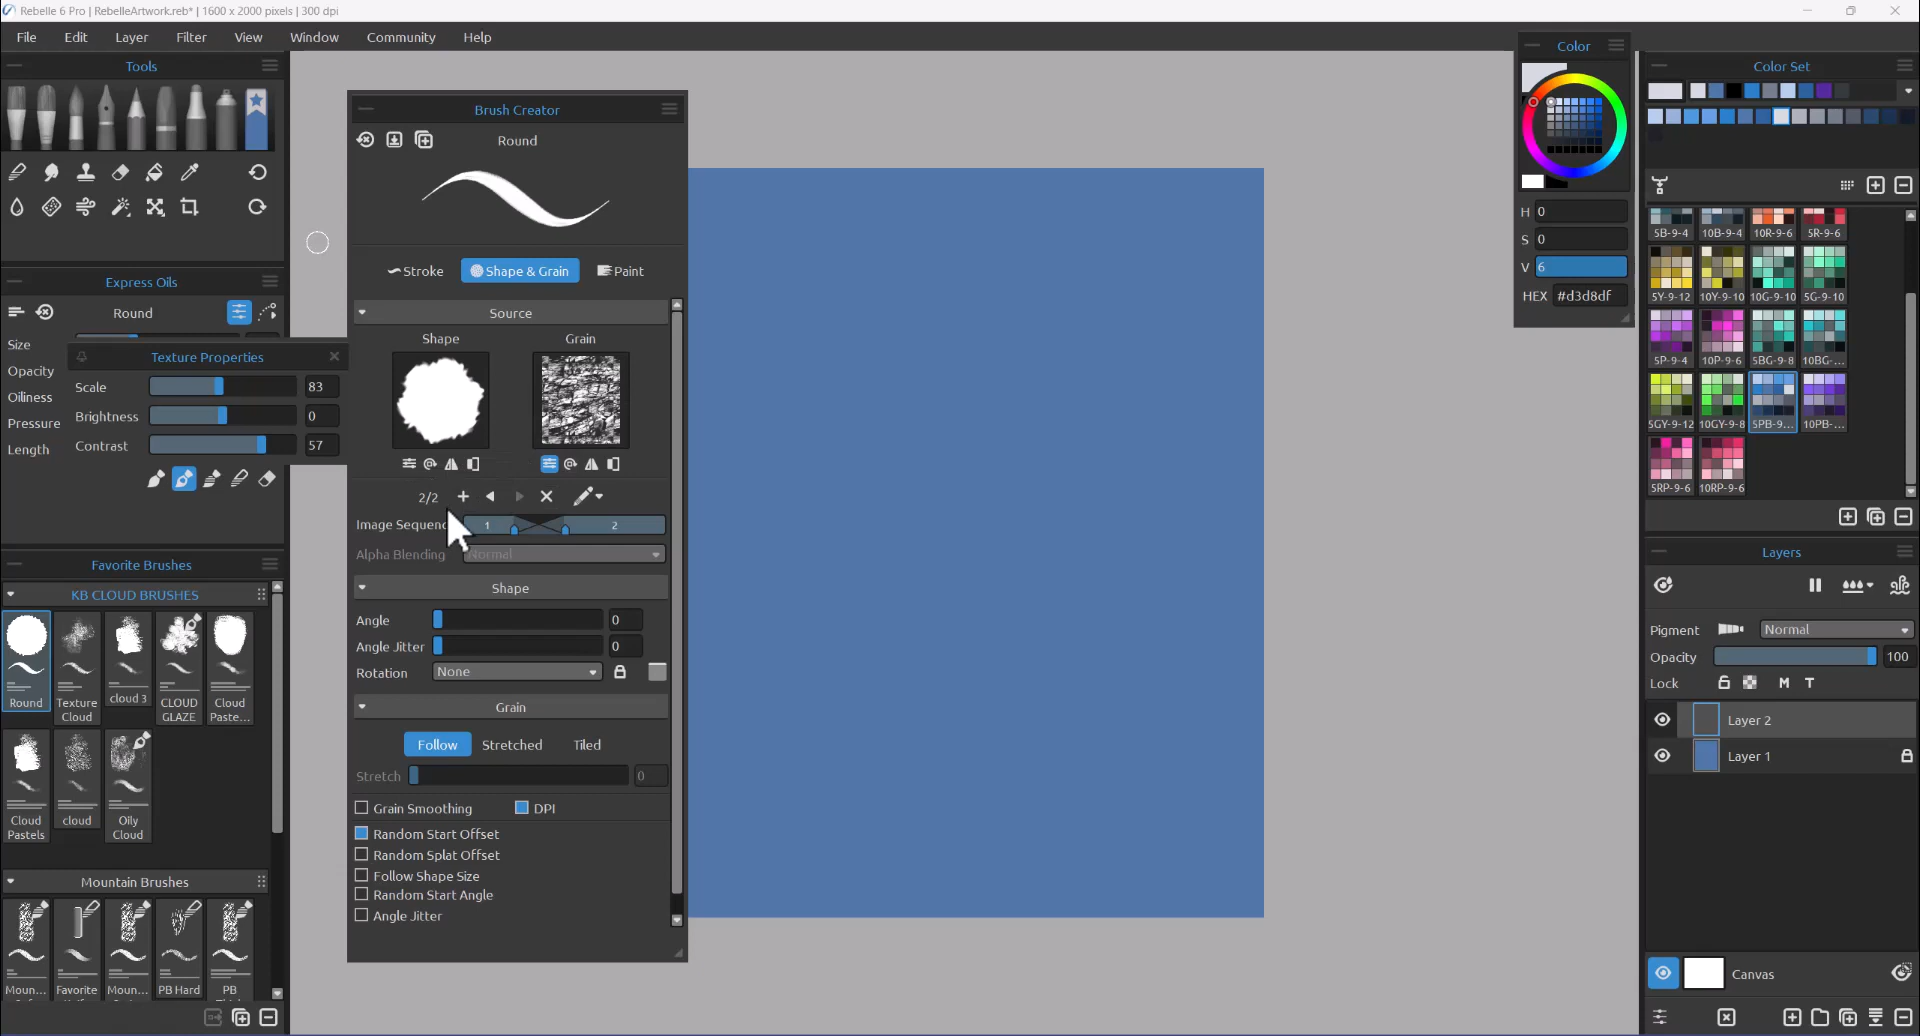 Rebelle 6 Pro | RebelleArtwork.reb* | 1600 x 2000 pixels | 300 dpi
File Edit Layer Filter View Window Community Help
Tools
Express Oils
Round
Size
Opacity
Oiliness
Pressure
Length
Texture Properties
Scale 83
Brightness 0
Contrast 57
Favorite Brushes
KB CLOUD BRUSHES
Round
Texture Cloud
cloud 3
CLOUD GLAZE
Cloud Paste...
Cloud Pastels
cloud
Oily Cloud
Mountain Brushes
Moun...
Favorite
Moun...
PB Hard
PB
Brush Creator
Round
Stroke Shape & Grain Paint
Source
Shape Grain
2/2
Image Sequenc 1 2
Alpha Blending Normal
Shape
Angle 0
Angle Jitter 0
Rotation None
Grain
Follow Stretched Tiled
Stretch 0
Grain Smoothing DPI
Random Start Offset
Random Splat Offset
Follow Shape Size
Random Start Angle
Angle Jitter
Color
H 0
S 0
V 6
HEX #d3d8df
Color Set
5B-9-4 10B-9-4 10R-9-6 5R-9-6
5Y-9-12 10Y-9-10 10G-9-10 5G-9-10
5P-9-4 10P-9-6 5BG-9-8 10BG-...
5GY-9-12 10GY-9-8 5PB-9... 10PB-...
5RP-9-6 10RP-9-6
Layers
Pigment Normal
Opacity 100
Lock M T
Layer 2
Layer 1
Canvas